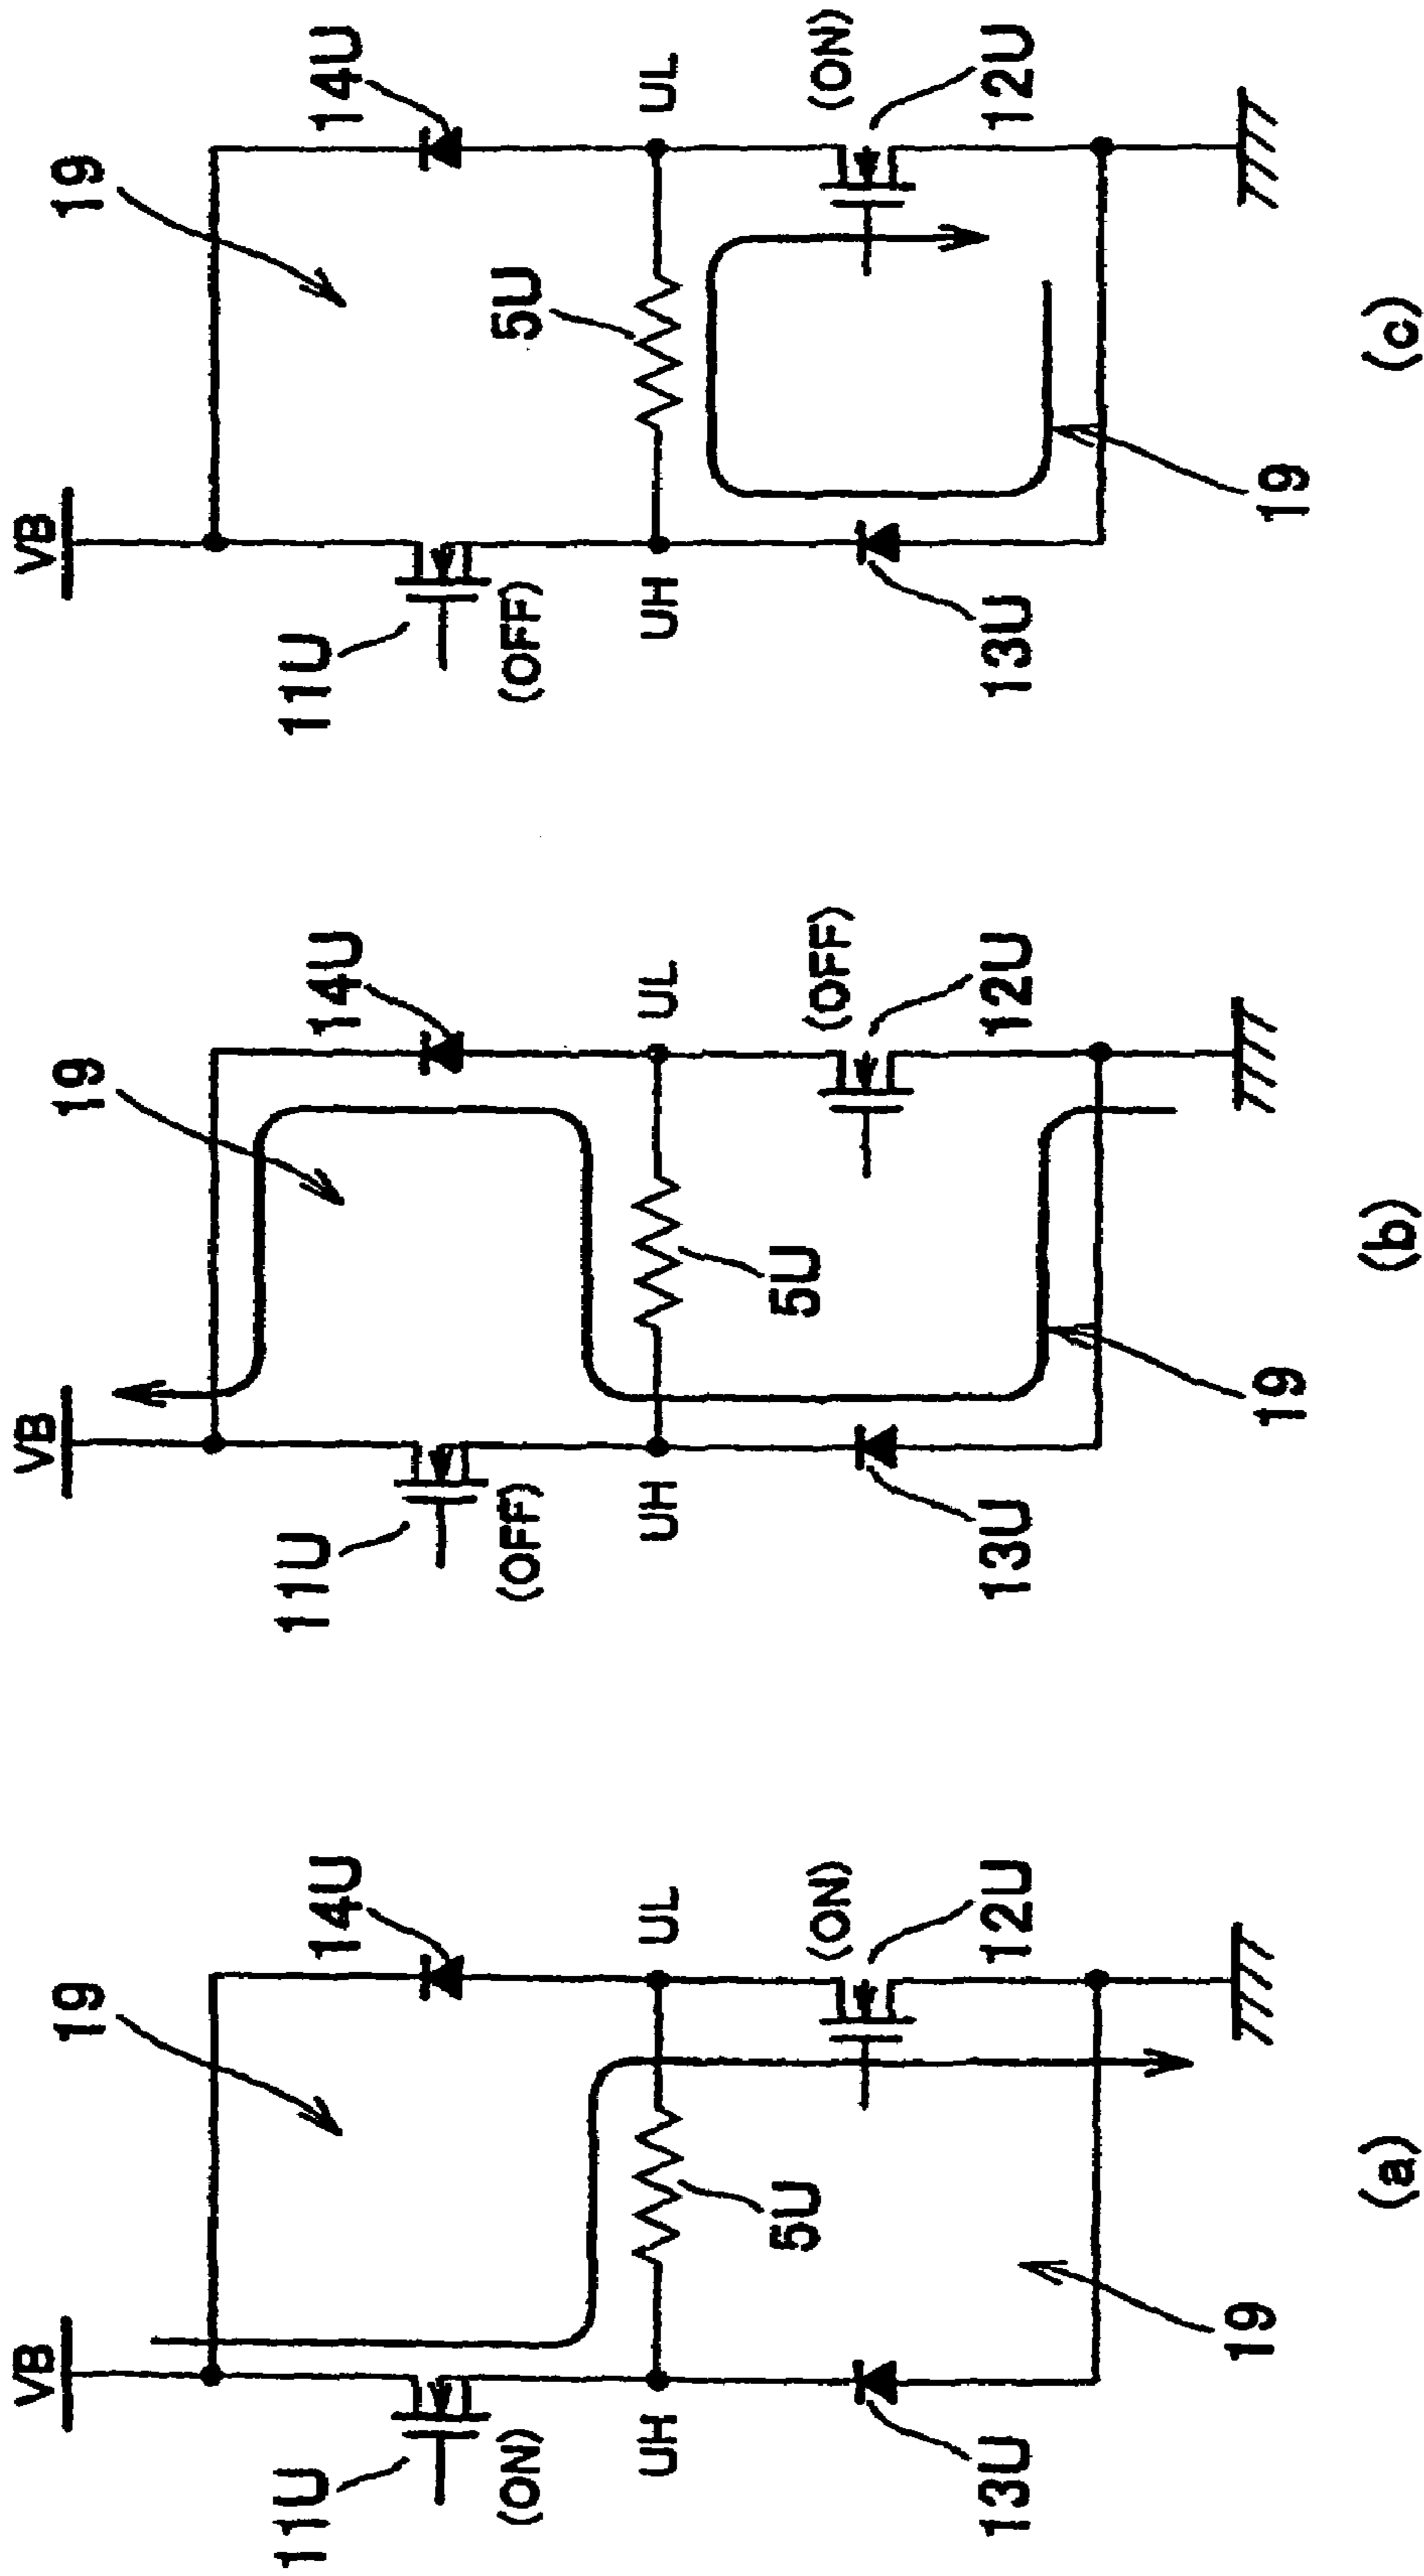 VB
19
11U
14U
(ON)
UH
UL
5U
(ON)
13U
12U
19
(a)
VB
19
11U
14U
(OFF)
UH
UL
5U
(OFF)
13U
12U
19
(b)
VB
19
11U
14U
(OFF)
5U
UH
UL
(ON)
13U
12U
19
(c)